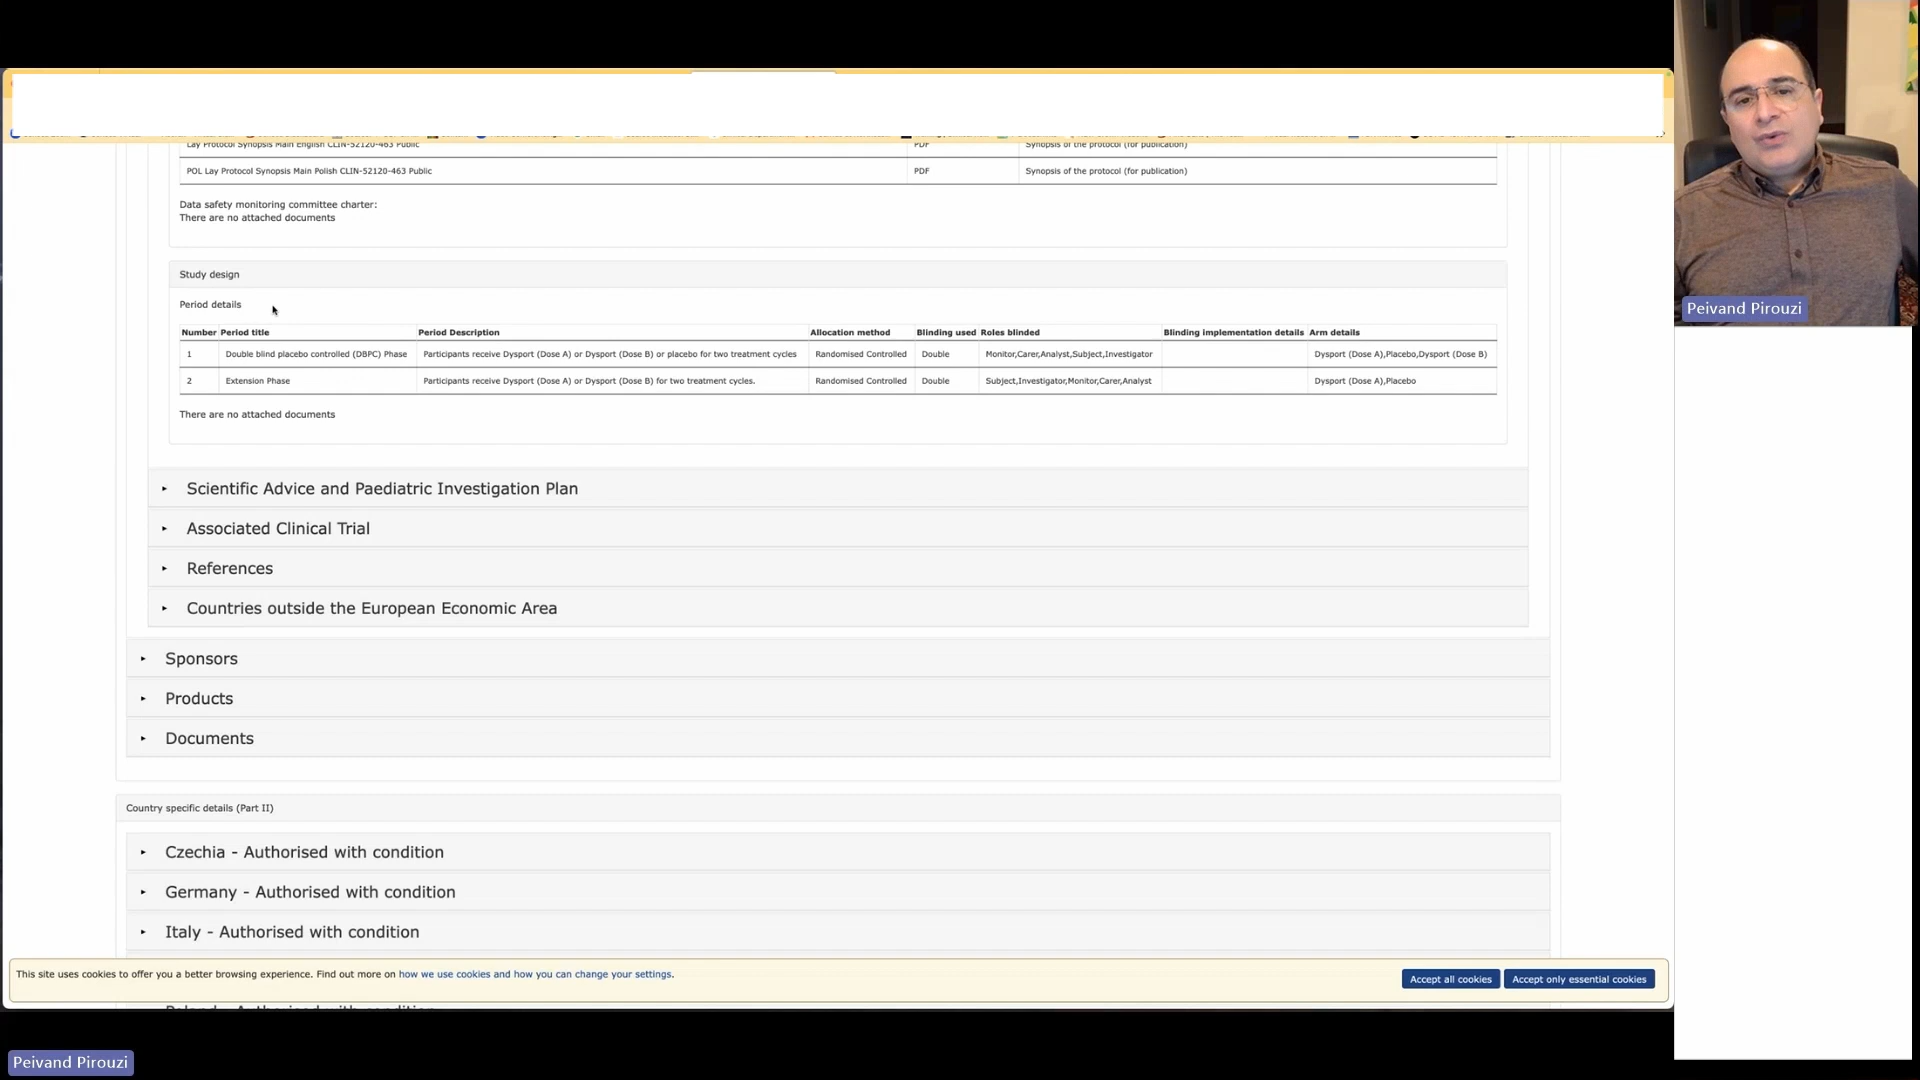 Lay Protocol Synopsis Main English CLIN-52120-463 Public PDF Synopsis of the protocol (for publication)
POL Lay Protocol Synopsis Main Polish CLIN-52120-463 Public PDF Synopsis of the protocol (for publication)
Data safety monitoring committee charter:
There are no attached documents
Study design
Period details
Number Period title Period Description Allocation method Blinding used Roles blinded Blinding implementation details Arm details
1 Double blind placebo controlled (DBPC) Phase Participants receive Dysport (Dose A) or Dysport (Dose B) or placebo for two treatment cycles Randomised Controlled Double Monitor,Carer,Analyst,Subject,Investigator Dysport (Dose A),Placebo,Dysport (Dose B)
2 Extension Phase Participants receive Dysport (Dose A) or Dysport (Dose B) for two treatment cycles. Randomised Controlled Double Subject,Investigator,Monitor,Carer,Analyst Dysport (Dose A),Placebo
There are no attached documents
Scientific Advice and Paediatric Investigation Plan
Associated Clinical Trial
References
Countries outside the European Economic Area
Sponsors
Products
Documents
Country specific details (Part II)
Czechia - Authorised with condition
Germany - Authorised with condition
Italy - Authorised with condition
This site uses cookies to offer you a better browsing experience. Find out more on how we use cookies and how you can change your settings.
Accept all cookies Accept only essential cookies
Poland - Authorised with condition
Peivand Pirouzi
Peivand Pirouzi